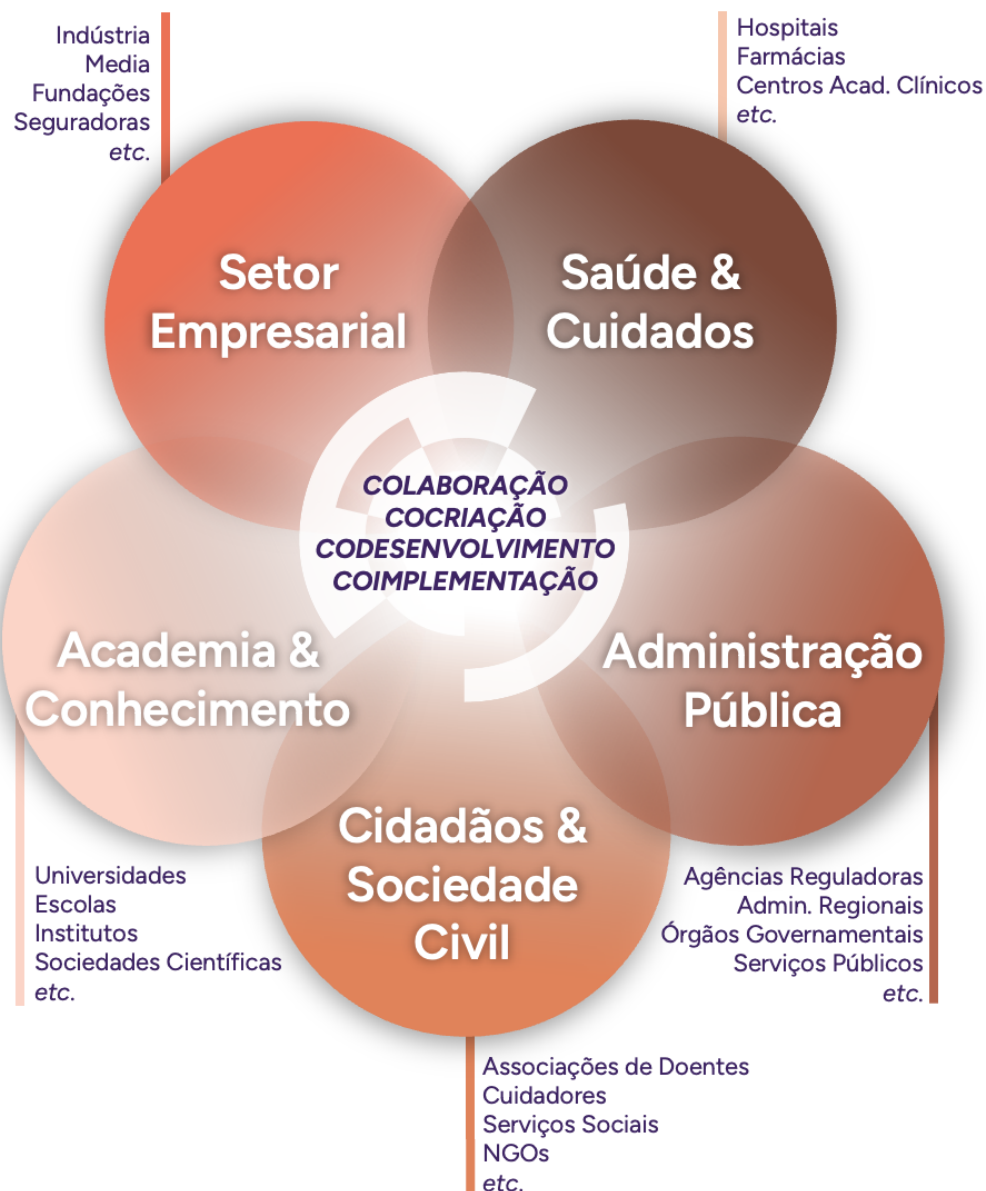 Indústria
Media
Fundações
Seguradoras
etc.
Hospitais
Farmácias
Centros Acad. Clínicos
etc.
Setor
Empresarial
Saúde &
Cuidados
COLABORAÇÃO
COCRIAÇÃO
CODESENVOLVIMENTO
COIMPLEMENTAÇÃO
Academia &
Conhecimento
Administração
Pública
Cidadãos &
Sociedade
Civil
Universidades
Escolas
Institutos
Sociedades Científicas
etc.
Agências Reguladoras
Admin. Regionais
Órgãos Governamentais
Serviços Públicos
etc.
Associações de Doentes
Cuidadores
Serviços Sociais
NGOs
etc.